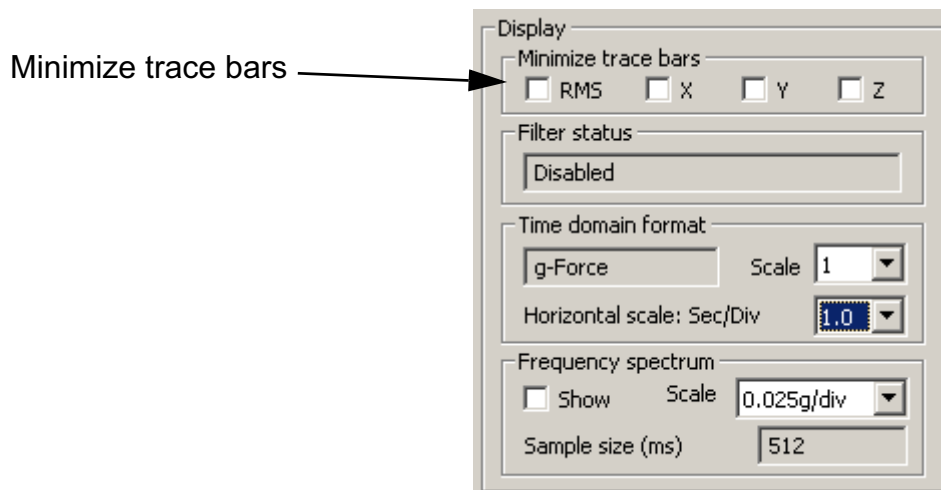 Minimize trace bars
Display
Minimize trace bars
RMS X Y Z
Filter status
Disabled
Time domain format
g-Force Scale 1
Horizontal scale: Sec/Div 1.0
Frequency spectrum
Show Scale 0.025g/div
Sample size (ms) 512